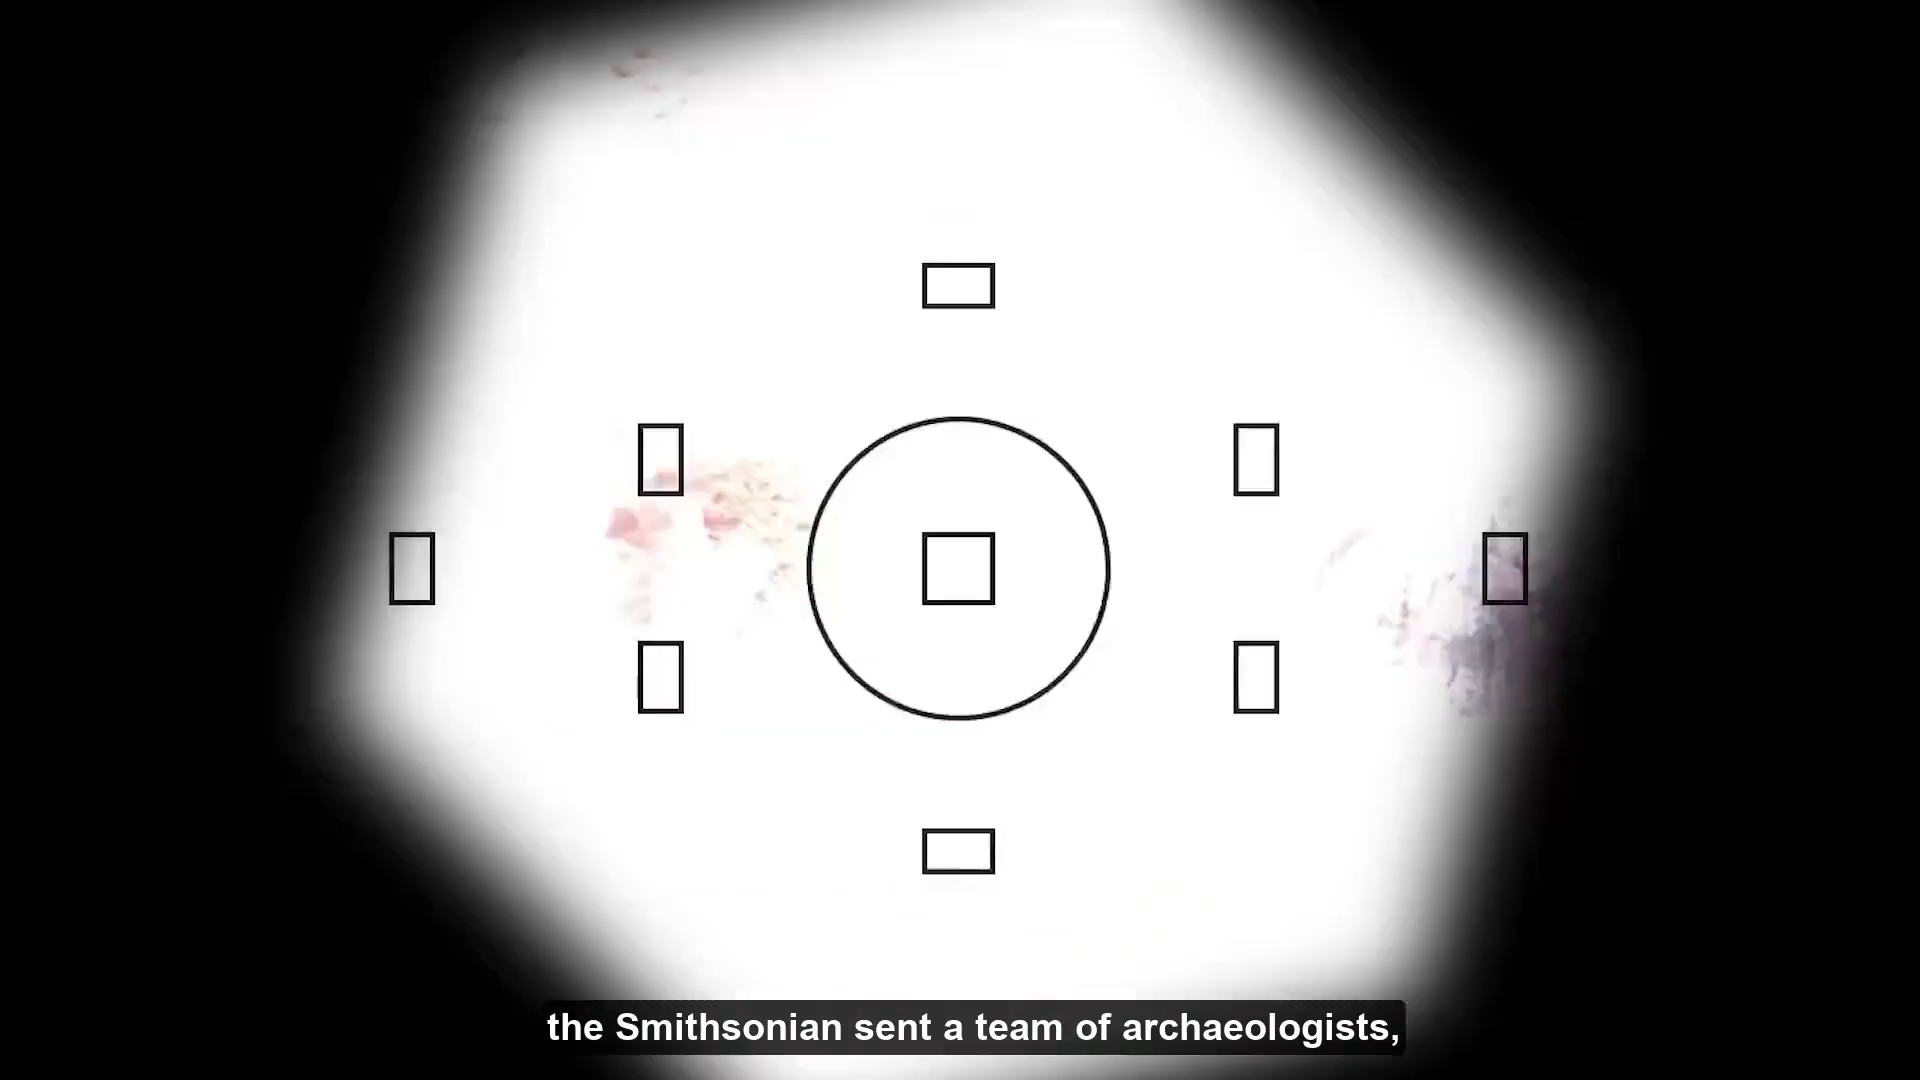 the Smithsonian sent a team of archaeologists,